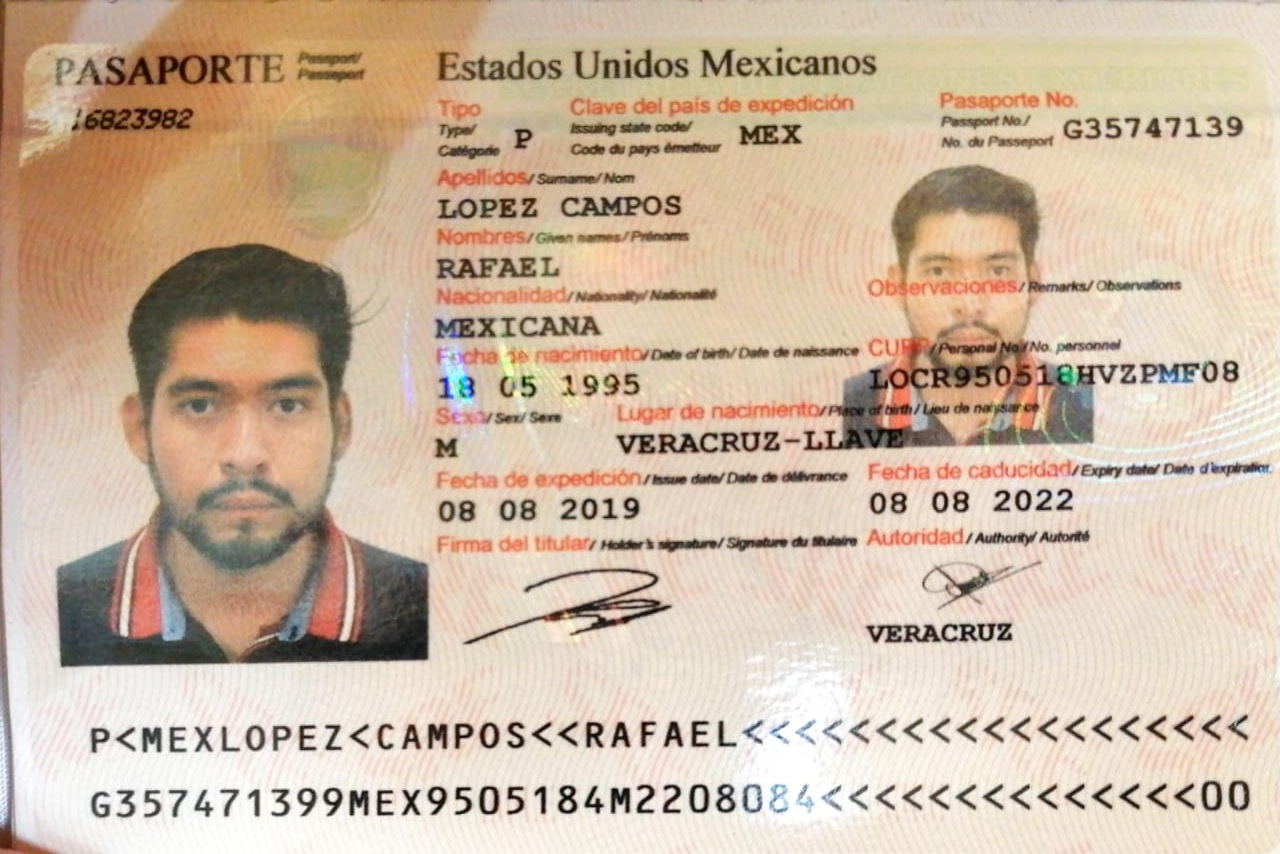 PASAPORTE Passport/ Passeport
16823982
Estados Unidos Mexicanos
Tipo Clave del país de expedición Pasaporte No.
Type/ Catégorie P Issuing state code/ Code du pays émetteur MEX Passport No./ No. du Passeport G35747139
Apellidos/ Surname/ Nom
LOPEZ CAMPOS
Nombres/ Given names/ Prénoms
RAFAEL
Nacionalidad/ Nationality/ Nationalité Observaciones/ Remarks/ Observations
MEXICANA
Fecha de nacimiento/ Date of birth/ Date de naissance CURP/ Personal No./ No. personnel
18 05 1995 LOCR950518HVZPMF08
Sexo/ Sex/ Sexe Lugar de nacimiento/ Place of birth/ Lieu de naissance
M VERACRUZ-LLAVE
Fecha de expedición/ Issue date/ Date de délivrance Fecha de caducidad/ Expiry date/ Date d'expiration
08 08 2019 08 08 2022
Firma del titular/ Holder's signature/ Signature du titulaire Autoridad/ Authority/ Autorité
VERACRUZ
P<MEXLOPEZ<CAMPOS<<RAFAEL<<<<<<<<<<<<<<<<<<<
G357471399MEX9505184M2208084<<<<<<<<<<<<<<00